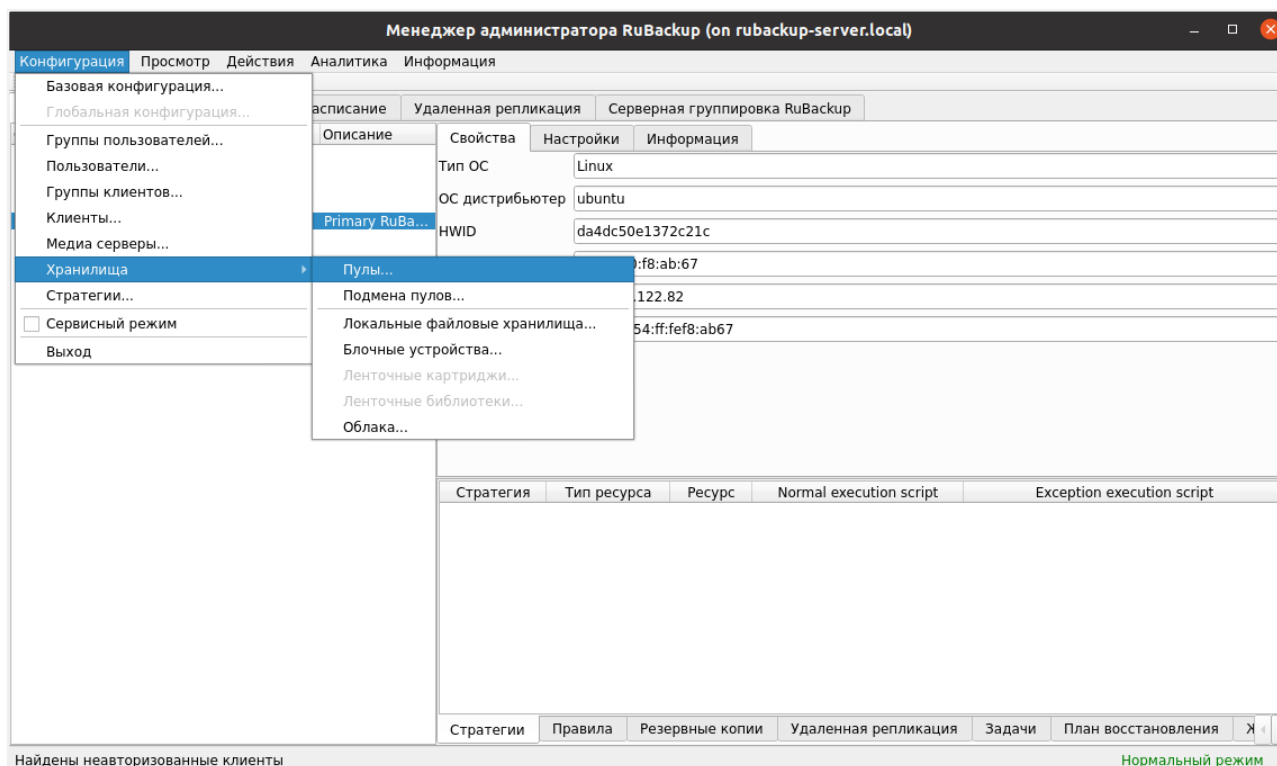 Менеджер администратора RuBackup (on rubackup-server.local)
Конфигурация Просмотр Действия Аналитика Информация
Базовая конфигурация...
Глобальная конфигурация...
Группы пользователей...
Пользователи...
Группы клиентов...
Клиенты...
Медиа серверы...
Хранилища
Стратегии...
Сервисный режим
Выход
Пулы...
Подмена пулов...
Локальные файловые хранилища...
Блочные устройства...
Ленточные картриджи...
Ленточные библиотеки...
Облака...
асписание Удаленная репликация Серверная группировка RuBackup
Описание
Primary RuBa...
Свойства Настройки Информация
Тип ОС Linux
ОС дистрибьютер ubuntu
HWID da4dc50e1372c21c
:f8:ab:67
.122.82
54:ff:fef8:ab67
Стратегия Тип ресурса Ресурс Normal execution script Exception execution script
Стратегии Правила Резервные копии Удаленная репликация Задачи План восстановления
Найдены неавторизованные клиенты Нормальный режим